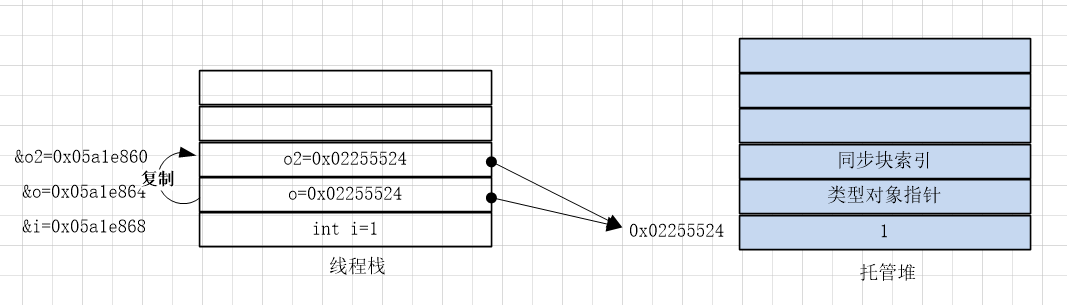 同步块索引
&o2=0x05a1e860
o2=0x02255524
复制
&o=0x05a1e864
o=0x02255524
类型对象指针
&i=0x05a1e868
int i=1
0x02255524
1
线程栈
托管堆